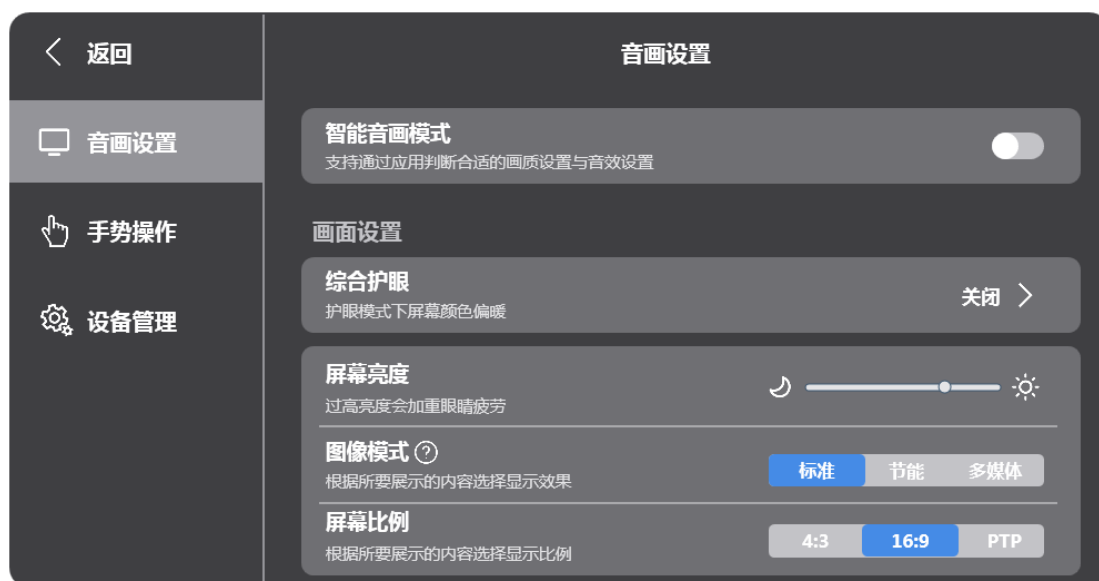 返回
音画设置
手势操作
设备管理
音画设置
智能音画模式
支持通过应用判断合适的画质设置与音效设置
画面设置
综合护眼
护眼模式下屏幕颜色偏暖
关闭
屏幕亮度
过高亮度会加重眼睛疲劳
图像模式 ?
根据所要展示的内容选择显示效果
标准 节能 多媒体
屏幕比例
根据所要展示的内容选择显示比例
4:3 16:9 PTP